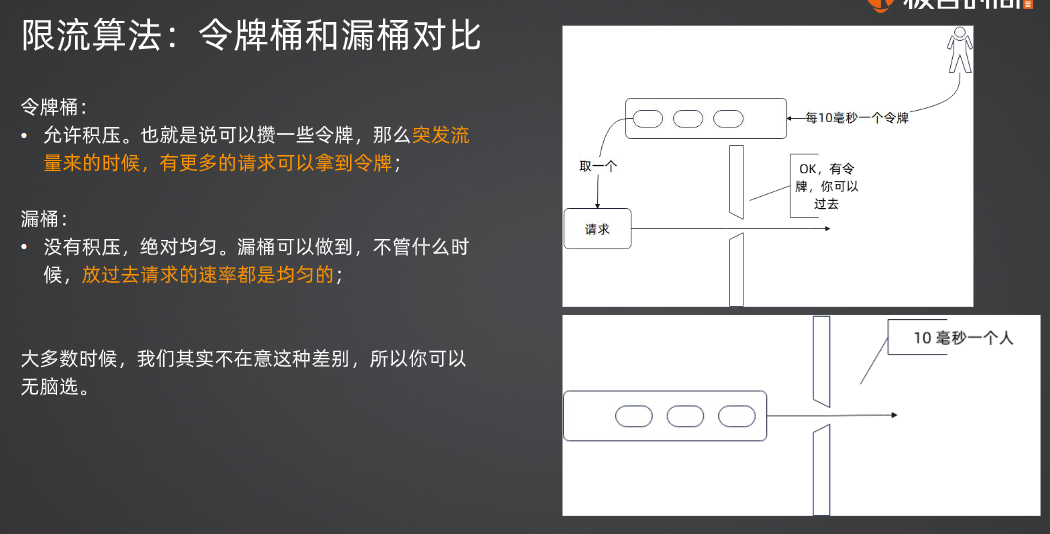 限流算法：令牌桶和漏桶对比
令牌桶：
• 允许积压。也就是说可以攒一些令牌，那么突发流
量来的时候，有更多的请求可以拿到令牌；
漏桶：
• 没有积压，绝对均匀。漏桶可以做到，不管什么时
候，放过去请求的速率都是均匀的；
大多数时候，我们其实不在意这种差别，所以你可以
无脑选。
每10毫秒一个令牌
取一个
OK，有令
牌，你可以
过去
请求
10 毫秒一个人